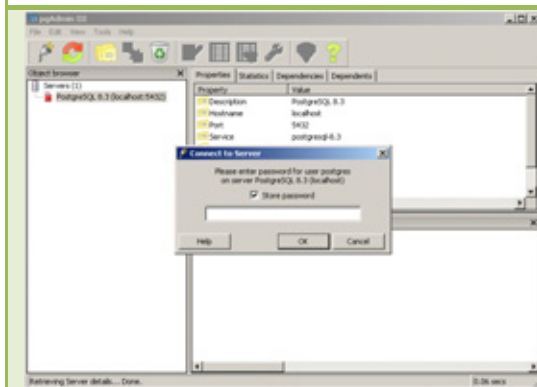 pgAdmin III
File Edit View Tools Help
Object browser
Servers (1)
PostgreSQL 8.3 (localhost:5432)
Properties Statistics Dependencies Dependents
Property Value
Description PostgreSQL 8.3
Hostname localhost
Port 5432
Service postgresql-8.3
Connect to Server
Please enter password for user postgres
on server PostgreSQL 8.3 (localhost)
Store password
Help OK Cancel
Retrieving Server details... Done.
0.06 secs